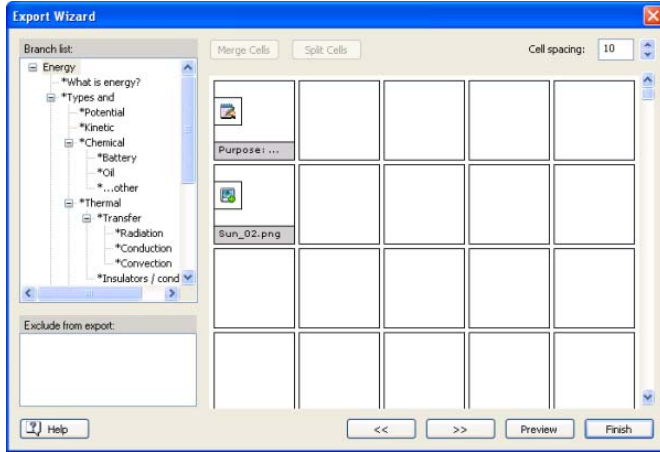 Export Wizard
Branch list:
Energy
*What is energy?
*Types and
*Potential
*Kinetic
*Chemical
*Battery
*Oil
*...other
*Thermal
*Transfer
*Radiation
*Conduction
*Convection
*Insulators / cond
Exclude from export:
Merge Cells Split Cells Cell spacing: 10
Purpose: ...
Sun_02.png
Help << >> Preview Finish